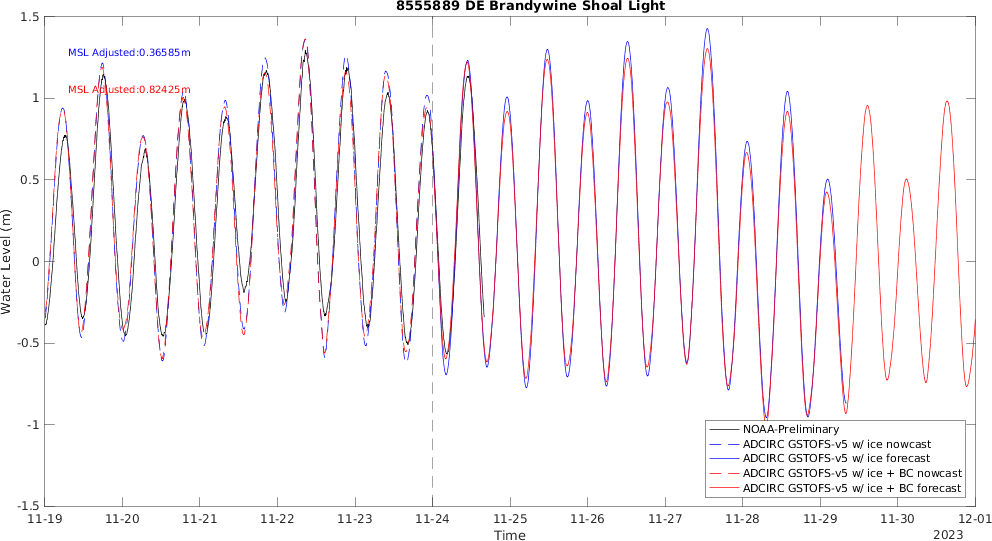 8555889 DE Brandywine Shoal Light
MSL Adjusted:0.36585m
MSL Adjusted:0.82425m
Water Level (m)
1.5
1
0.5
0
-0.5
-1
-1.5
NOAA-Preliminary
ADCIRC GSTOFS-v5 w/ ice nowcast
ADCIRC GSTOFS-v5 w/ ice forecast
ADCIRC GSTOFS-v5 w/ ice + BC nowcast
ADCIRC GSTOFS-v5 w/ ice + BC forecast
11-19 11-20 11-21 11-22 11-23 11-24 11-25 11-26 11-27 11-28 11-29 11-30 12-01
Time
2023